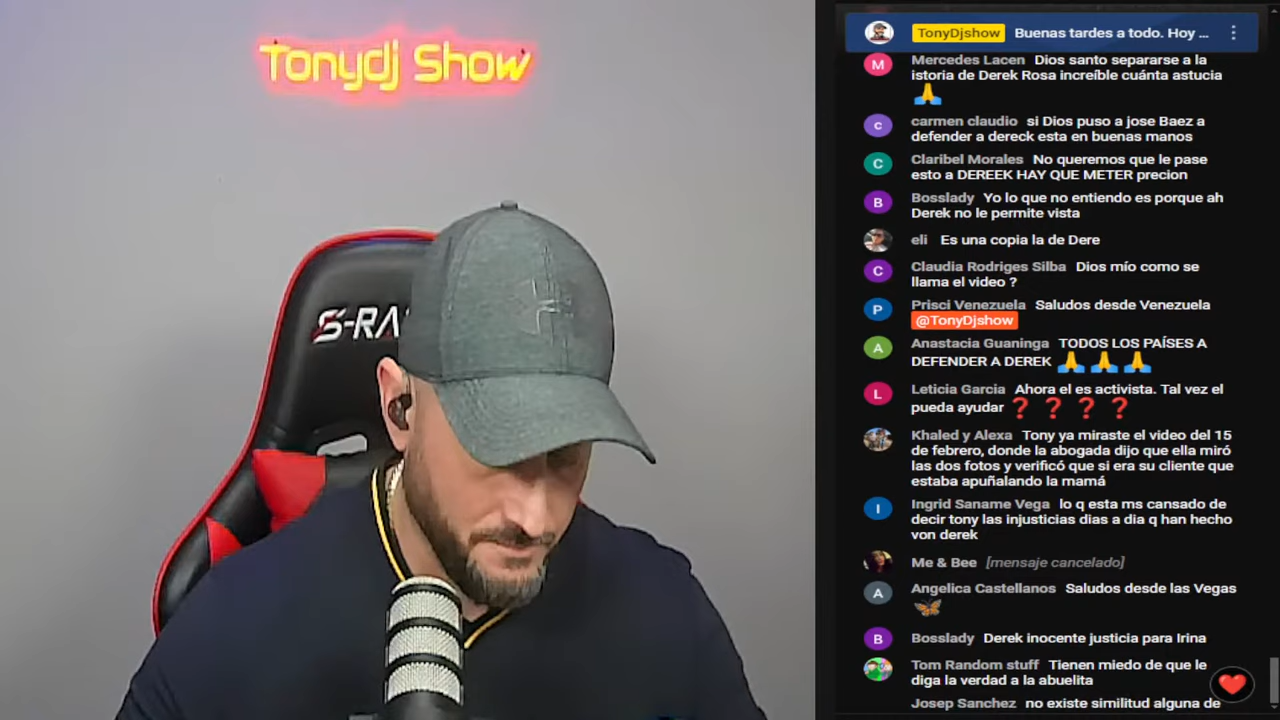 Tonydj Show
S-RA
TonyDjshow Buenas tardes a todo. Hoy ...
Mercedes Lacen Dios santo separarse a la
istoria de Derek Rosa increíble cuánta astucia
carmen claudio si Dios puso a jose Baez a
defender a dereck esta en buenas manos
Claribel Morales No queremos que le pase
esto a DEREEK HAY QUE METER precion
Bosslady Yo lo que no entiendo es porque ah
Derek no le permite vista
eli Es una copia la de Dere
Claudia Rodriges Silba Dios mío como se
llama el video ?
Prisci Venezuela Saludos desde Venezuela
@TonyDjshow
Anastacia Guaninga TODOS LOS PAÍSES A
DEFENDER A DEREK
Leticia Garcia Ahora el es activista. Tal vez el
pueda ayudar ❓ ❓ ❓ ❓
Khaled y Alexa Tony ya miraste el video del 15
de febrero, donde la abogada dijo que ella miró
las dos fotos y verificó que si era su cliente que
estaba apuñalando la mamá
Ingrid Saname Vega lo q esta ms cansado de
decir tony las injusticias dias a dia q han hecho
von derek
Me & Bee [mensaje cancelado]
Angelica Castellanos Saludos desde las Vegas
Bosslady Derek inocente justicia para Irina
Tom Random stuff Tienen miedo de que le
diga la verdad a la abuelita
Josep Sanchez no existe similitud alguna de